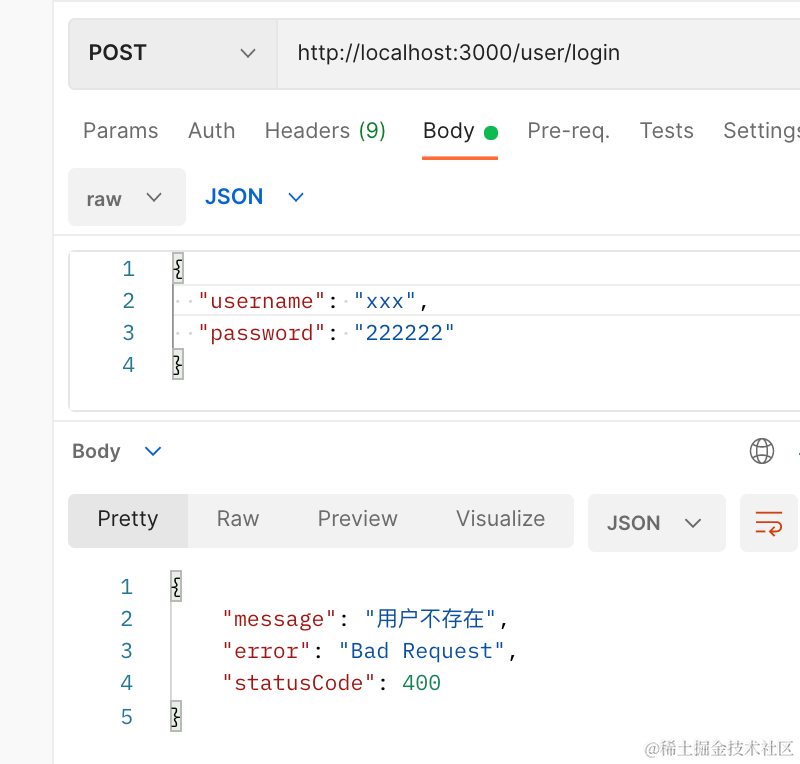 POST http://localhost:3000/user/login
Params Auth Headers (9) Body Pre-req. Tests Settings
raw JSON
1 {
2 "username": "xxx",
3 "password": "222222"
4 }
Body
Pretty Raw Preview Visualize JSON
1 {
2 "message": "用户不存在",
3 "error": "Bad Request",
4 "statusCode": 400
5 }
@稀土掘金技术社区